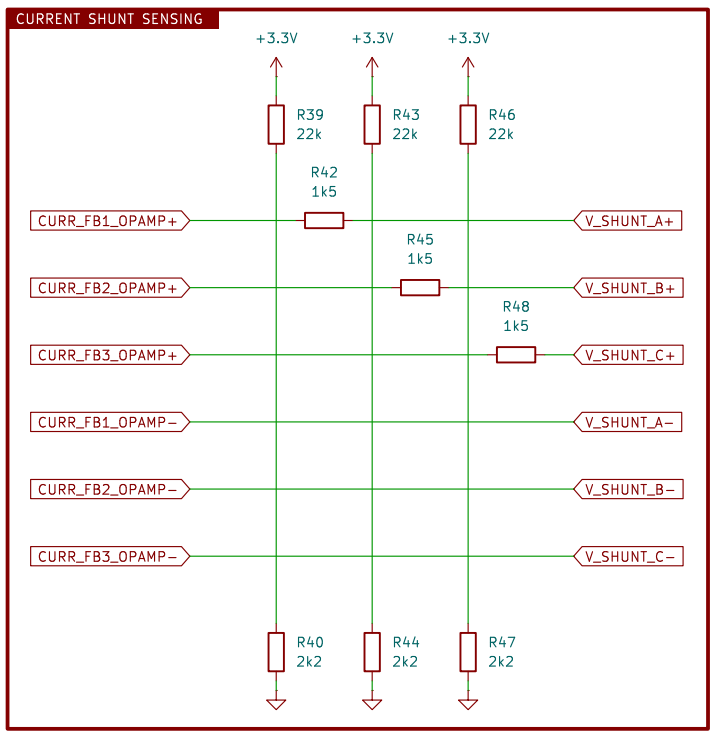 CURRENT SHUNT SENSING
+3.3V +3.3V +3.3V
R39 R43 R46
22k 22k 22k
R42
1k5
CURR_FB1_OPAMP+ V_SHUNT_A+
R45
1k5
CURR_FB2_OPAMP+ V_SHUNT_B+
R48
1k5
CURR_FB3_OPAMP+ V_SHUNT_C+
CURR_FB1_OPAMP- V_SHUNT_A-
CURR_FB2_OPAMP- V_SHUNT_B-
CURR_FB3_OPAMP- V_SHUNT_C-
R40 R44 R47
2k2 2k2 2k2